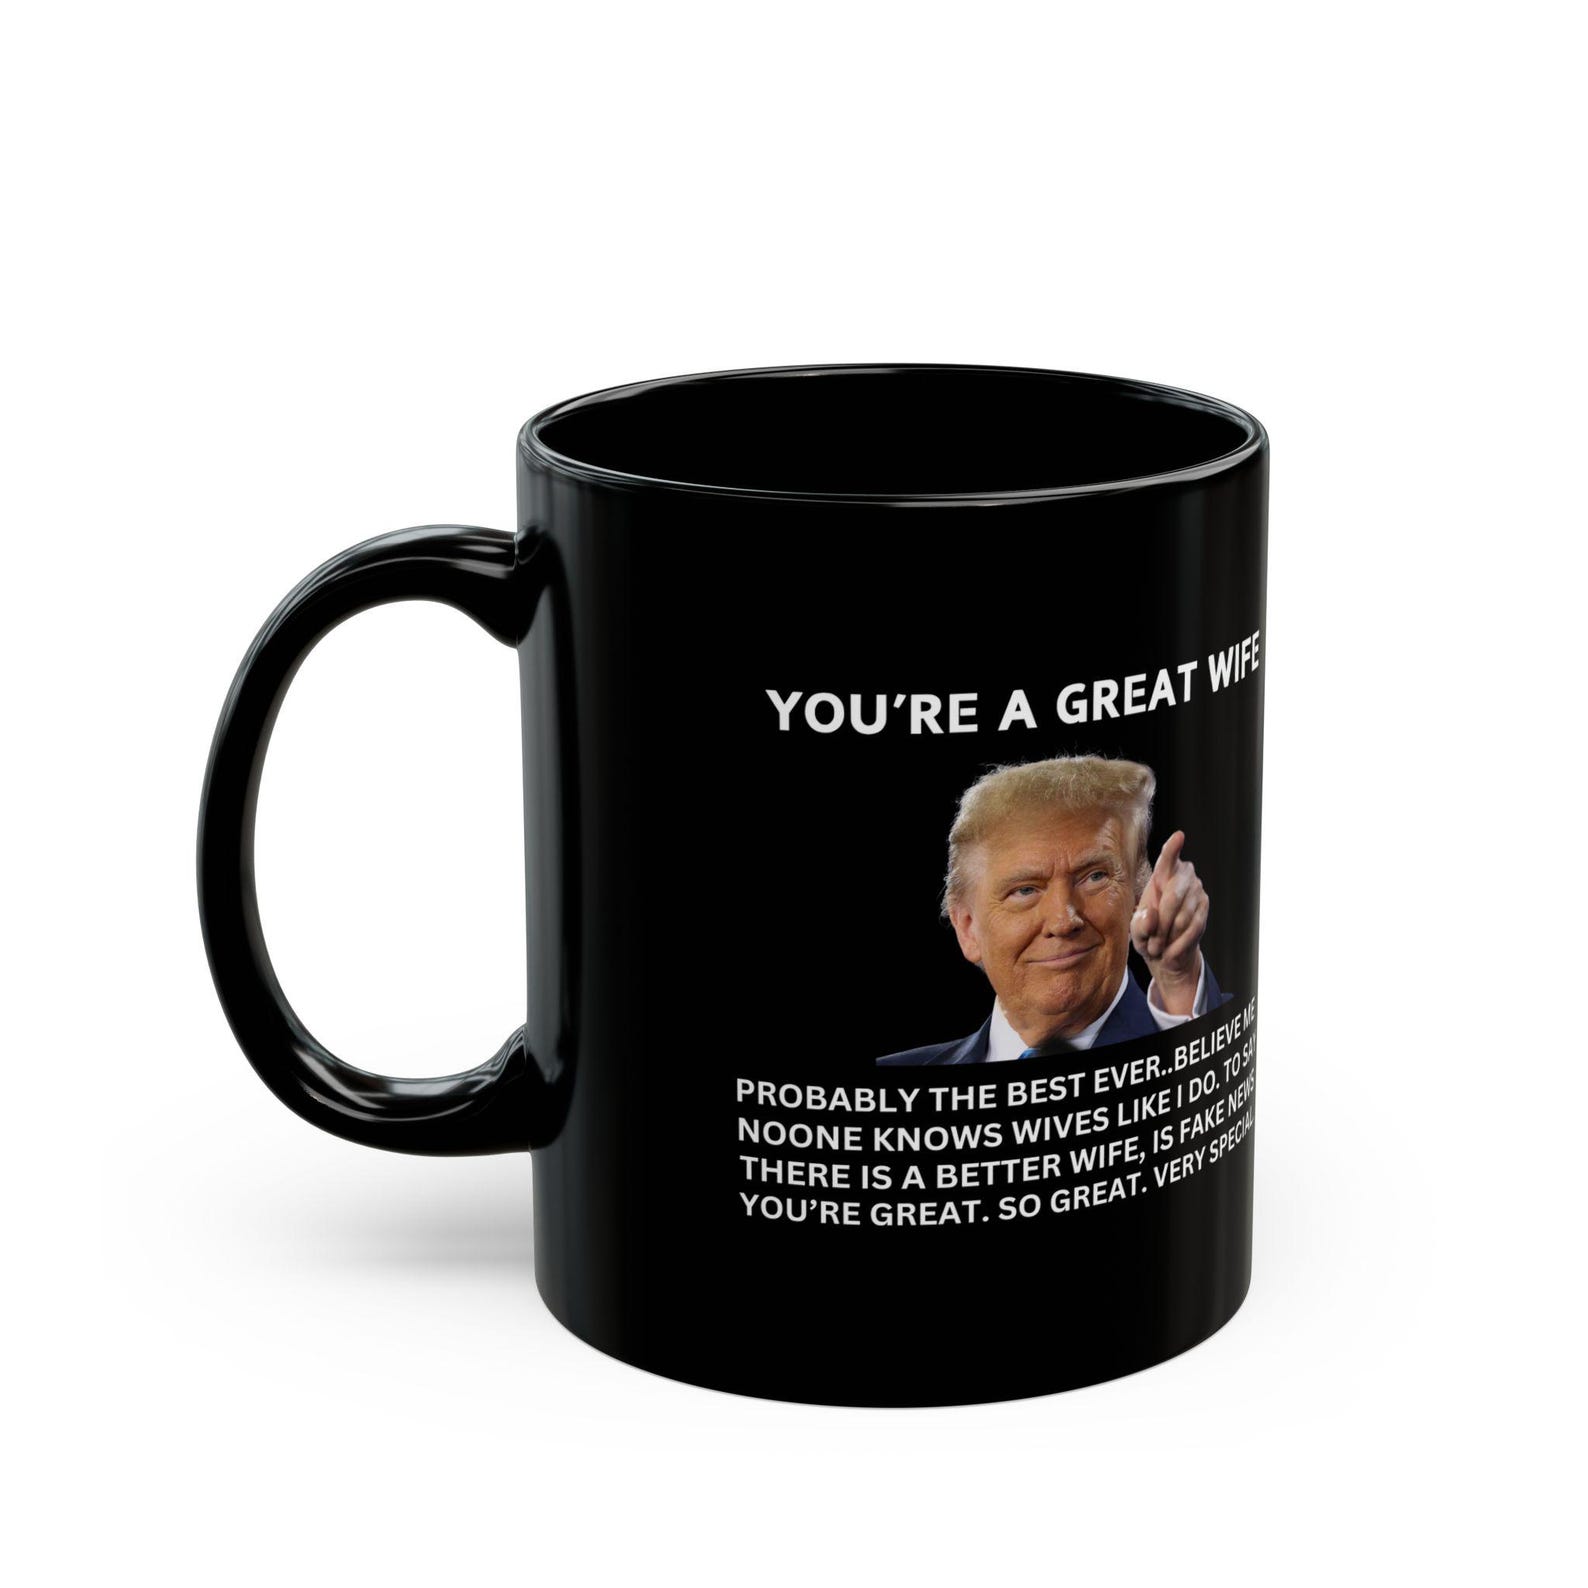 YOU'RE A GREAT WIFE
PROBABLY THE BEST EVER..BELIEVE ME
NOONE KNOWS WIVES LIKE I DO. TO SAY
THERE IS A BETTER WIFE, IS FAKE NEWS
YOU'RE GREAT. SO GREAT. VERY SPECIAL.